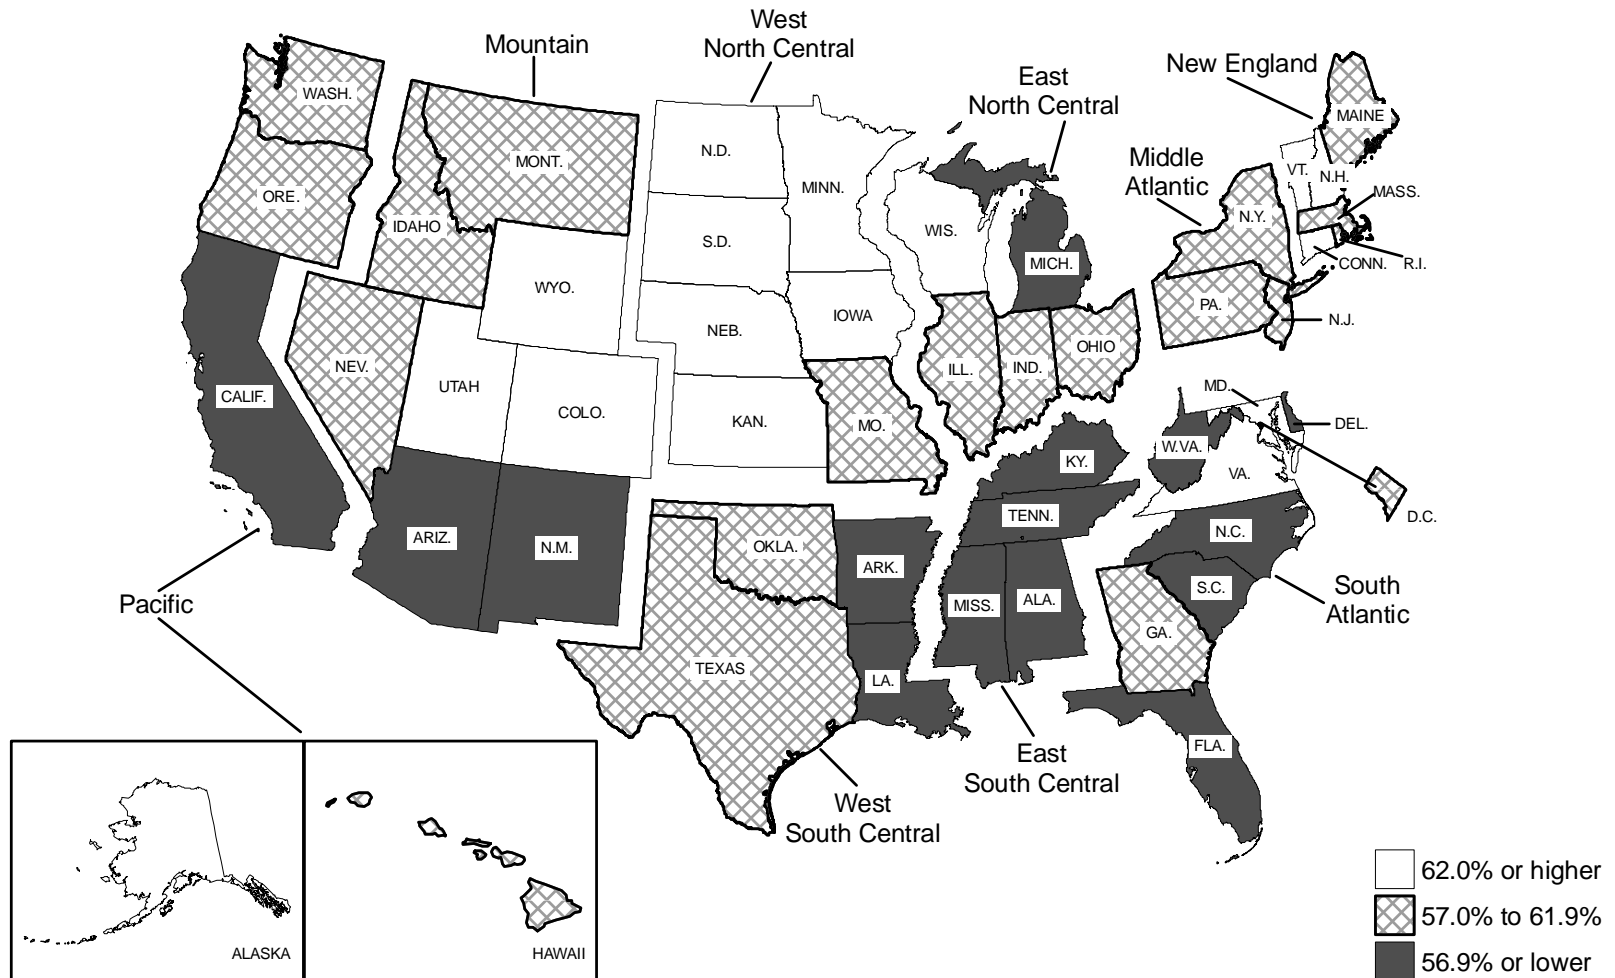 West
North Central
Mountain
East
North Central
New England
Middle
Atlantic
WASH.
MAINE
MONT.
N.D.
MINN.
VT.
N.H.
MASS.
ORE.
IDAHO
S.D.
WIS.
N.Y.
MICH.
CONN.
R.I.
WYO.
NEB.
IOWA
PA.
N.J.
NEV.
UTAH
ILL.
IND.
OHIO
CALIF.
COLO.
KAN.
MO.
MD.
DEL.
W.VA.
KY.
VA.
D.C.
ARIZ.
N.M.
OKLA.
ARK.
TENN.
N.C.
MISS.
ALA.
S.C.
South
Atlantic
Pacific
GA.
TEXAS
LA.
FLA.
East
South Central
West
South Central
ALASKA
HAWAII
62.0% or higher
57.0% to 61.9%
56.9% or lower